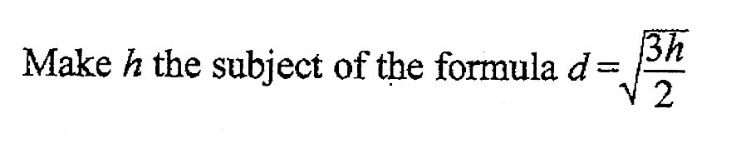 Make h the subject of the formula d = √(3h/2)